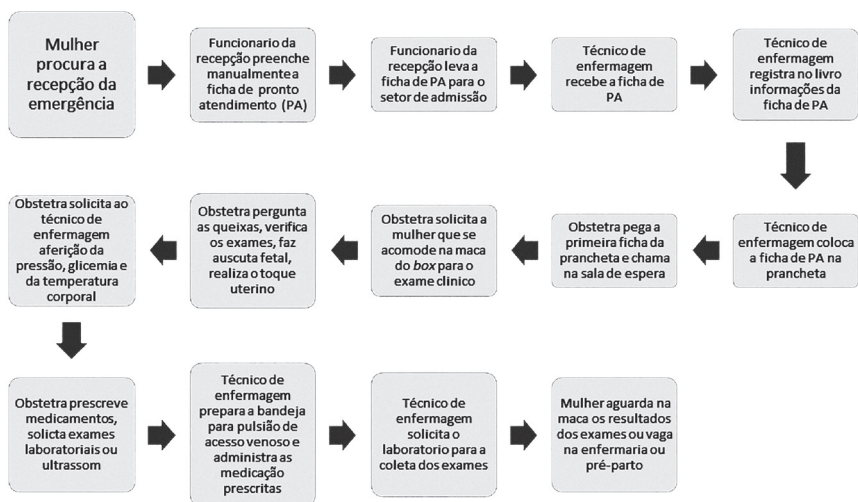 Mulher
procura a
recepção da
emergência
Funcionario da
recepção preenche
manualmente a
ficha de pronto
atendimento (PA)
Funcionario da
recepção leva a
ficha de PA para o
setor de admissão
Técnico de
enfermagem
recebe a ficha de
PA
Técnico de
enfermagem
registra no livro
informações da
ficha de PA
Técnico de
enfermagem coloca
a ficha de PA na
prancheta
Obstetra pega a
primeira ficha da
prancheta e chama
na sala de espera
Obstetra solicita a
mulher que se
acomode na maca
do box para o
exame clinico
Obstetra pergunta
as queixas, verifica
os exames, faz
auscuta fetal,
realiza o toque
uterino
Obstetra solicita ao
técnico de
enfermagem
aferição da
pressão, glicemia e
da temperatura
corporal
Obstetra prescreve
medicamentos,
solicta exames
laboratoriais ou
ultrassom
Técnico de
enfermagem
prepara a bandeja
para pulsião de
acesso venoso e
administra as
medicação
prescritas
Técnico de
enfermagem
solicita o
laboratorio para a
coleta dos exames
Mulher aguarda na
maca os resultados
dos exames ou vaga
na enfermaria ou
pré-parto